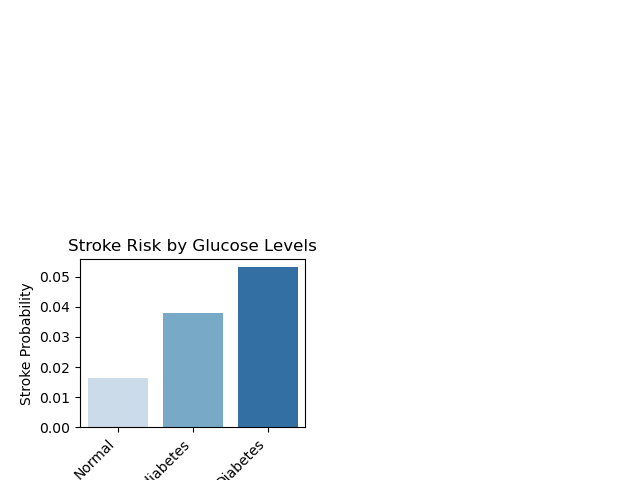 Stroke Risk by Glucose Levels
Stroke Probability
0.05
0.04
0.03
0.02
0.01
0.00
Normal
diabetes
Diabetes